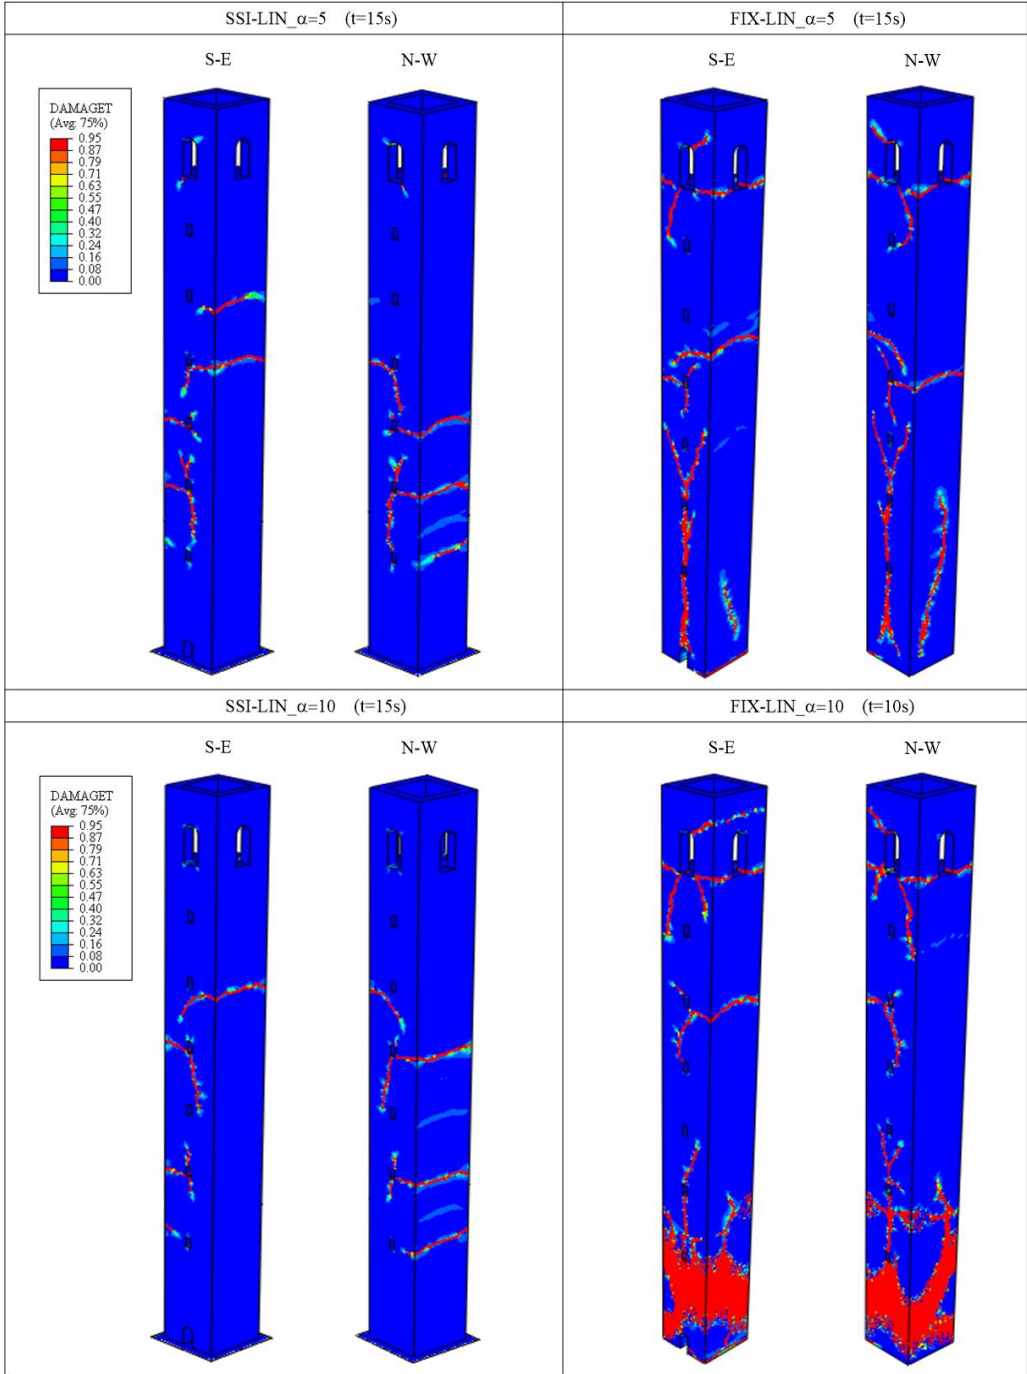 SSI-LIN_α=5 (t=15s)
FIX-LIN_α=5 (t=15s)
S-E
N-W
S-E
N-W
DAMAGET
(Avg: 75%)
0.95
0.87
0.79
0.71
0.63
0.55
0.47
0.40
0.32
0.24
0.16
0.08
0.00
SSI-LIN_α=10 (t=15s)
FIX-LIN_α=10 (t=10s)
S-E
N-W
S-E
N-W
DAMAGET
(Avg: 75%)
0.95
0.87
0.79
0.71
0.63
0.55
0.47
0.40
0.32
0.24
0.16
0.08
0.00